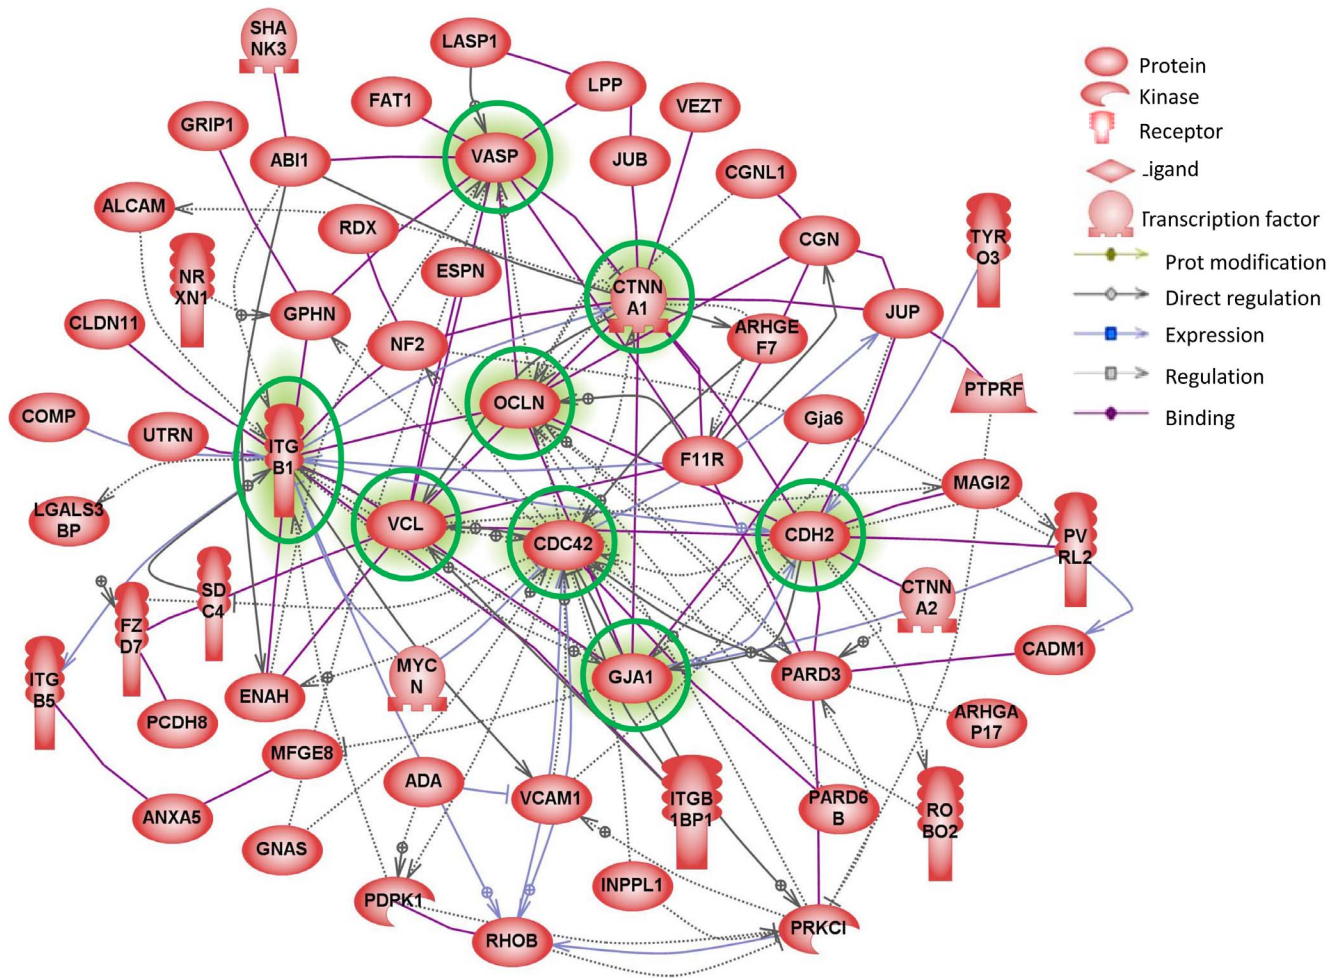 SHA
NK3
LASP1
LPP
FAT1
VEZT
GRIP1
VASP
JUB
ABI1
CGNL1
ALCAM
RDX
CGN
TYR
O3
NR
XN1
ESPN
CTNN
A1
CLDN11
GPHN
NF2
ARHGE
F7
JUP
PTPRF
OCLN
COMP
UTRN
ITG
B1
Gja6
F11R
MAGI2
LGALS3
BP
VCL
CDC42
CDH2
PV
RL2
SD
C4
CTNN
A2
FZ
D7
ITG
B5
MYC
N
GJA1
PARD3
CADM1
ENAH
PCDH8
ARHGA
P17
MFGE8
ADA
VCAM1
ITGB
1BP1
PARD6
B
RO
BO2
ANXA5
GNAS
PDPK1
INPPL1
RHOB
PRKCI
Protein
Kinase
Receptor
igand
Transcription factor
Prot modification
Direct regulation
Expression
Regulation
Binding